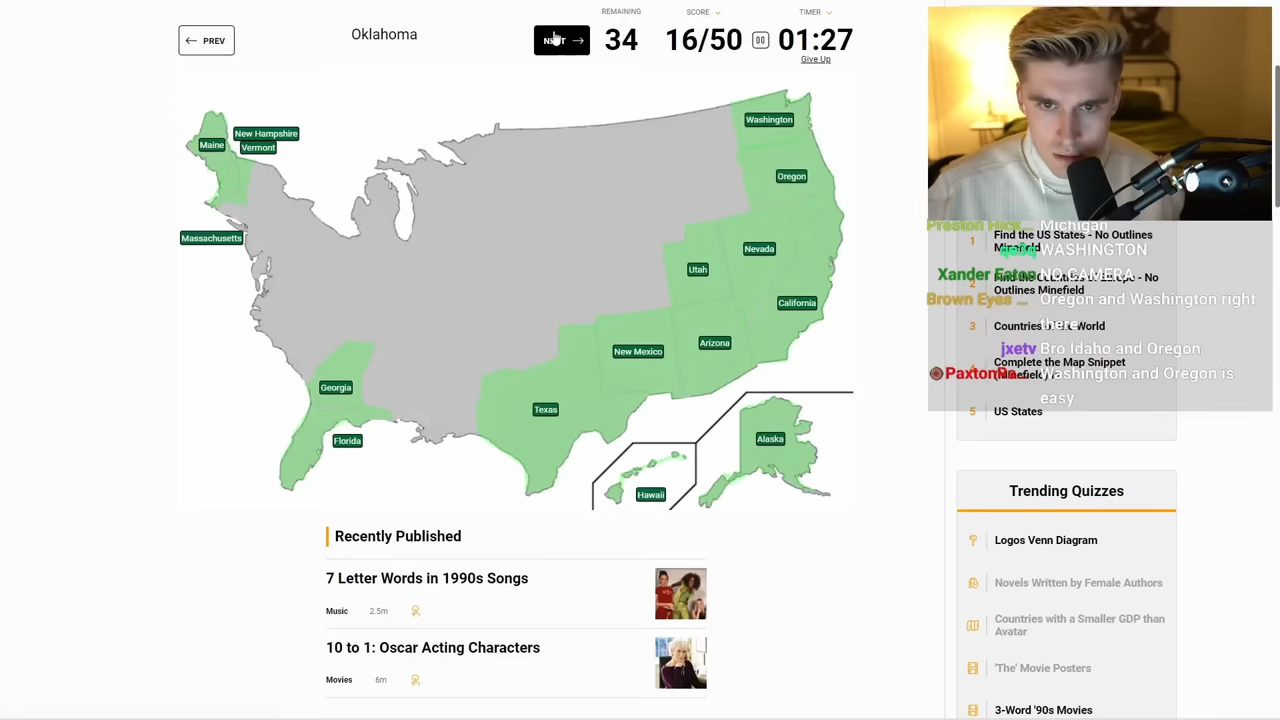 REMAINING
SCORE
TIMER
PREV
Oklahoma
34
16/50
01:27
Give Up
Washington
New Hampshire
Maine
Vermont
Oregon
Massachusetts
Nevada
Utah
California
Arizona
New Mexico
Georgia
Texas
Florida
Alaska
Hawaii
Recently Published
7 Letter Words in 1990s Songs
Music 2.5m
10 to 1: Oscar Acting Characters
Movies 6m
Michigan
1 Find the US States - No Outlines
WASHINGTON
Xander Eaton NO CAMERA
Outlines Minefield
Brown Eyes ... Oregon and Washington right
there
3
World
jxetv Bro Idaho and Oregon
Complete the Map Snippet
Washington and Oregon is
easy
5 US States
Trending Quizzes
Logos Venn Diagram
Novels Written by Female Authors
Countries with a Smaller GDP than
Avatar
'The' Movie Posters
3-Word '90s Movies